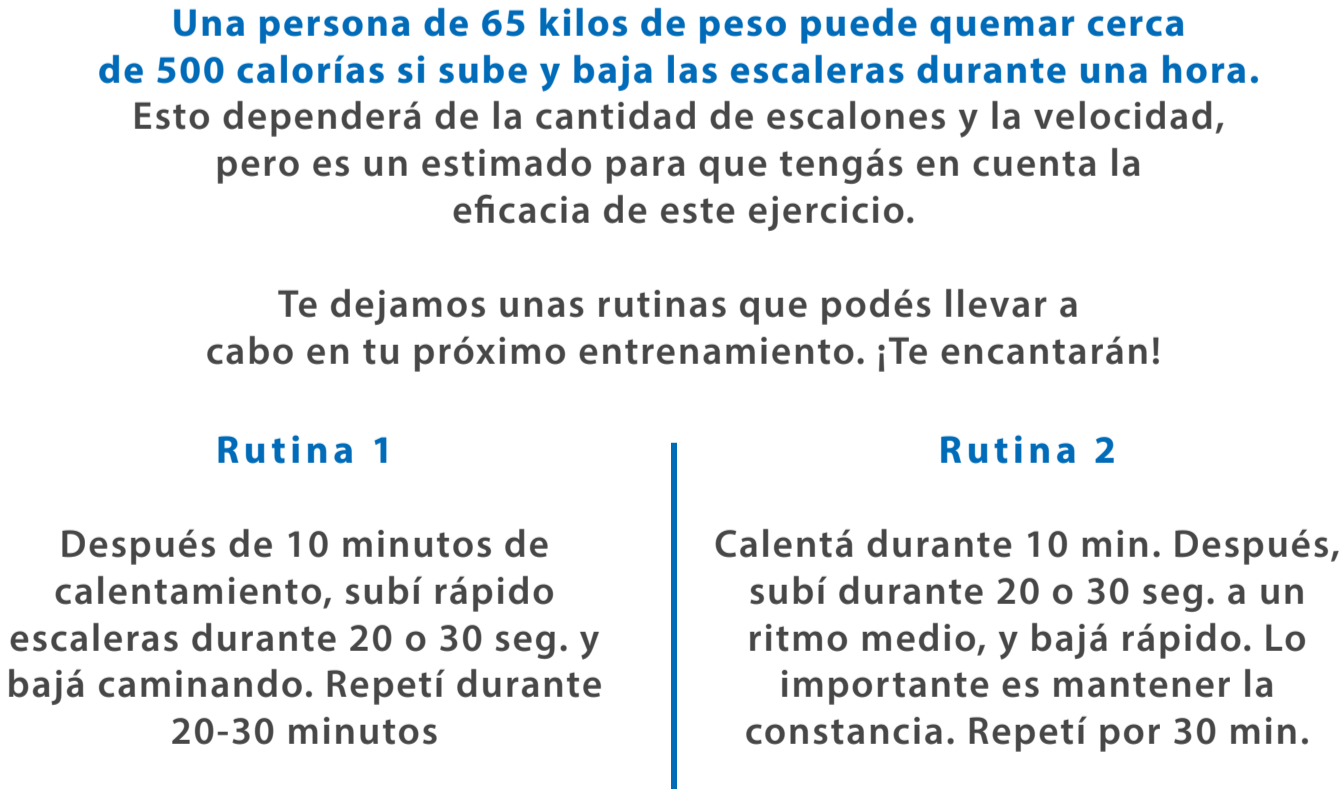 Una persona de 65 kilos de peso puede quemar cerca
de 500 calorías si sube y baja las escaleras durante una hora.
Esto dependerá de la cantidad de escalones y la velocidad,
pero es un estimado para que tengás en cuenta la
eficacia de este ejercicio.
Te dejamos unas rutinas que podés llevar a
cabo en tu próximo entrenamiento. ¡Te encantarán!
Rutina 1
Después de 10 minutos de
calentamiento, subí rápido
escaleras durante 20 o 30 seg. y
bajá caminando. Repetí durante
20-30 minutos
Rutina 2
Calentá durante 10 min. Después,
subí durante 20 o 30 seg. a un
ritmo medio, y bajá rápido. Lo
importante es mantener la
constancia. Repetí por 30 min.